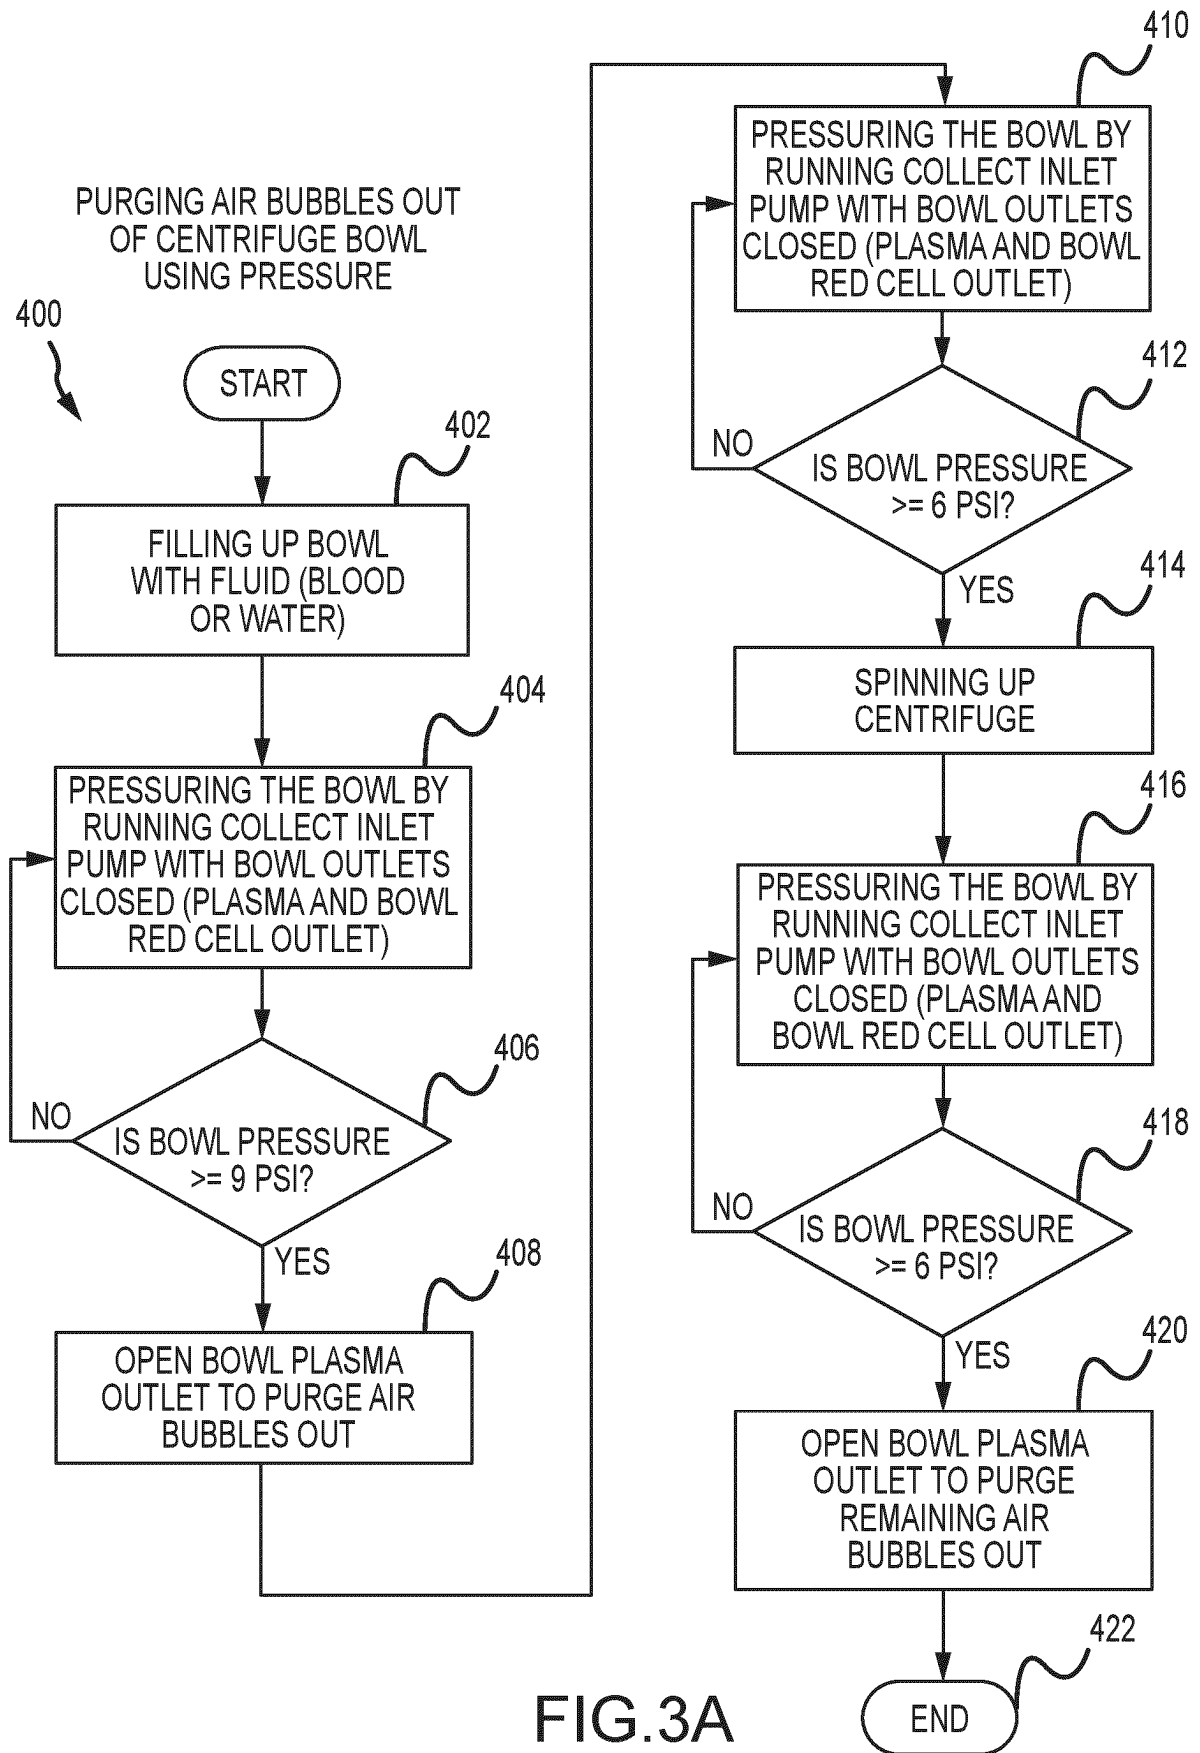 PURGING AIR BUBBLES OUT
OF CENTRIFUGE BOWL
USING PRESSURE
400
START
402
FILLING UP BOWL
WITH FLUID (BLOOD
OR WATER)
404
PRESSURING THE BOWL BY
RUNNING COLLECT INLET
PUMP WITH BOWL OUTLETS
CLOSED (PLASMA AND BOWL
RED CELL OUTLET)
406
NO
IS BOWL PRESSURE
>= 9 PSI?
YES
408
OPEN BOWL PLASMA
OUTLET TO PURGE AIR
BUBBLES OUT
410
PRESSURING THE BOWL BY
RUNNING COLLECT INLET
PUMP WITH BOWL OUTLETS
CLOSED (PLASMA AND BOWL
RED CELL OUTLET)
412
NO
IS BOWL PRESSURE
>= 6 PSI?
YES
414
SPINNING UP
CENTRIFUGE
416
PRESSURING THE BOWL BY
RUNNING COLLECT INLET
PUMP WITH BOWL OUTLETS
CLOSED (PLASMA AND
BOWL RED CELL OUTLET)
418
NO
IS BOWL PRESSURE
>= 6 PSI?
YES
420
OPEN BOWL PLASMA
OUTLET TO PURGE
REMAINING AIR
BUBBLES OUT
422
END
FIG.3A